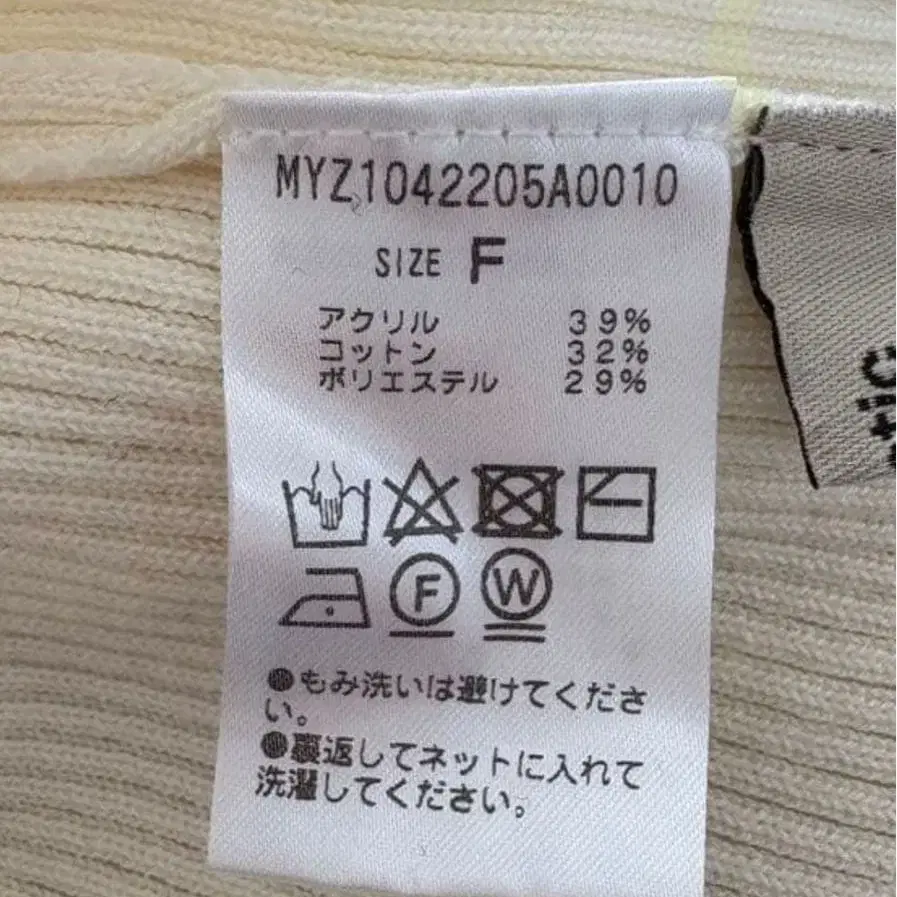 MYZ1042205A0010
SIZE F
アクリル 39%
コットン 32%
ポリエステル 29%
F W
●もみ洗いは避けてくださ
い。
●裏返してネットに入れて
洗濯してください。